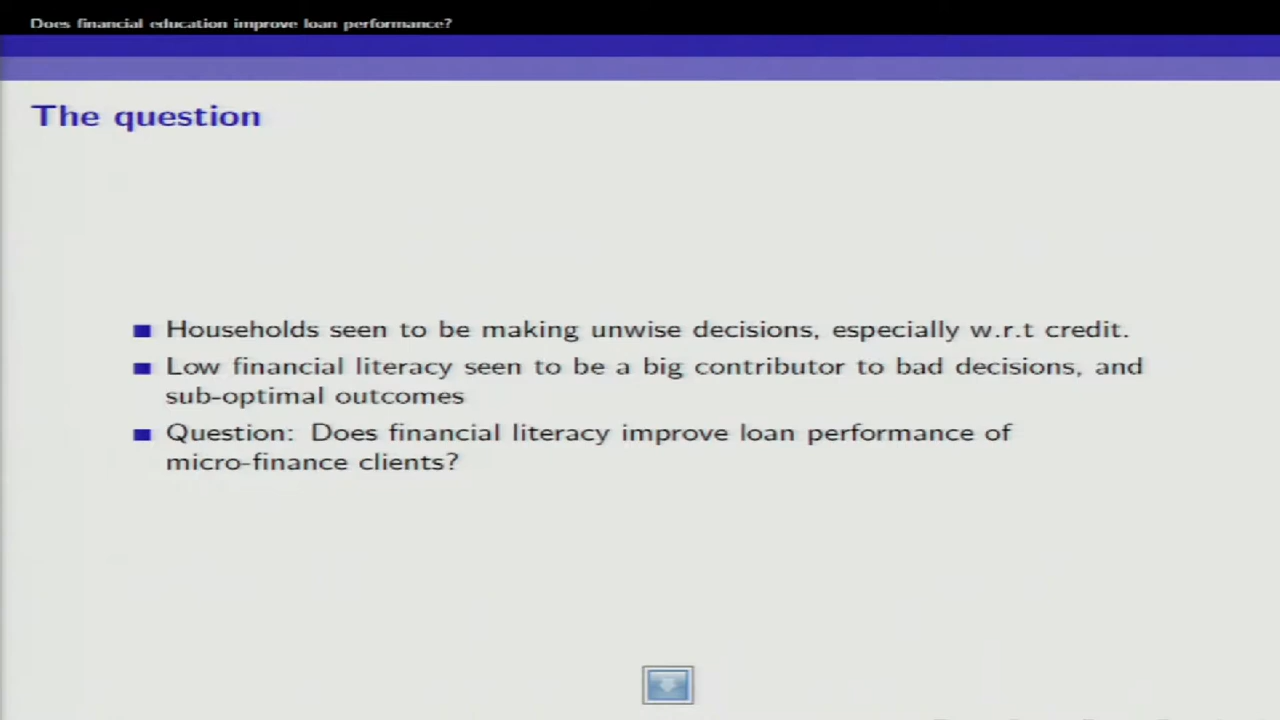 Does financial education improve loan performance?
The question
Households seen to be making unwise decisions, especially w.r.t credit.
Low financial literacy seen to be a big contributor to bad decisions, and
sub-optimal outcomes
Question: Does financial literacy improve loan performance of
micro-finance clients?